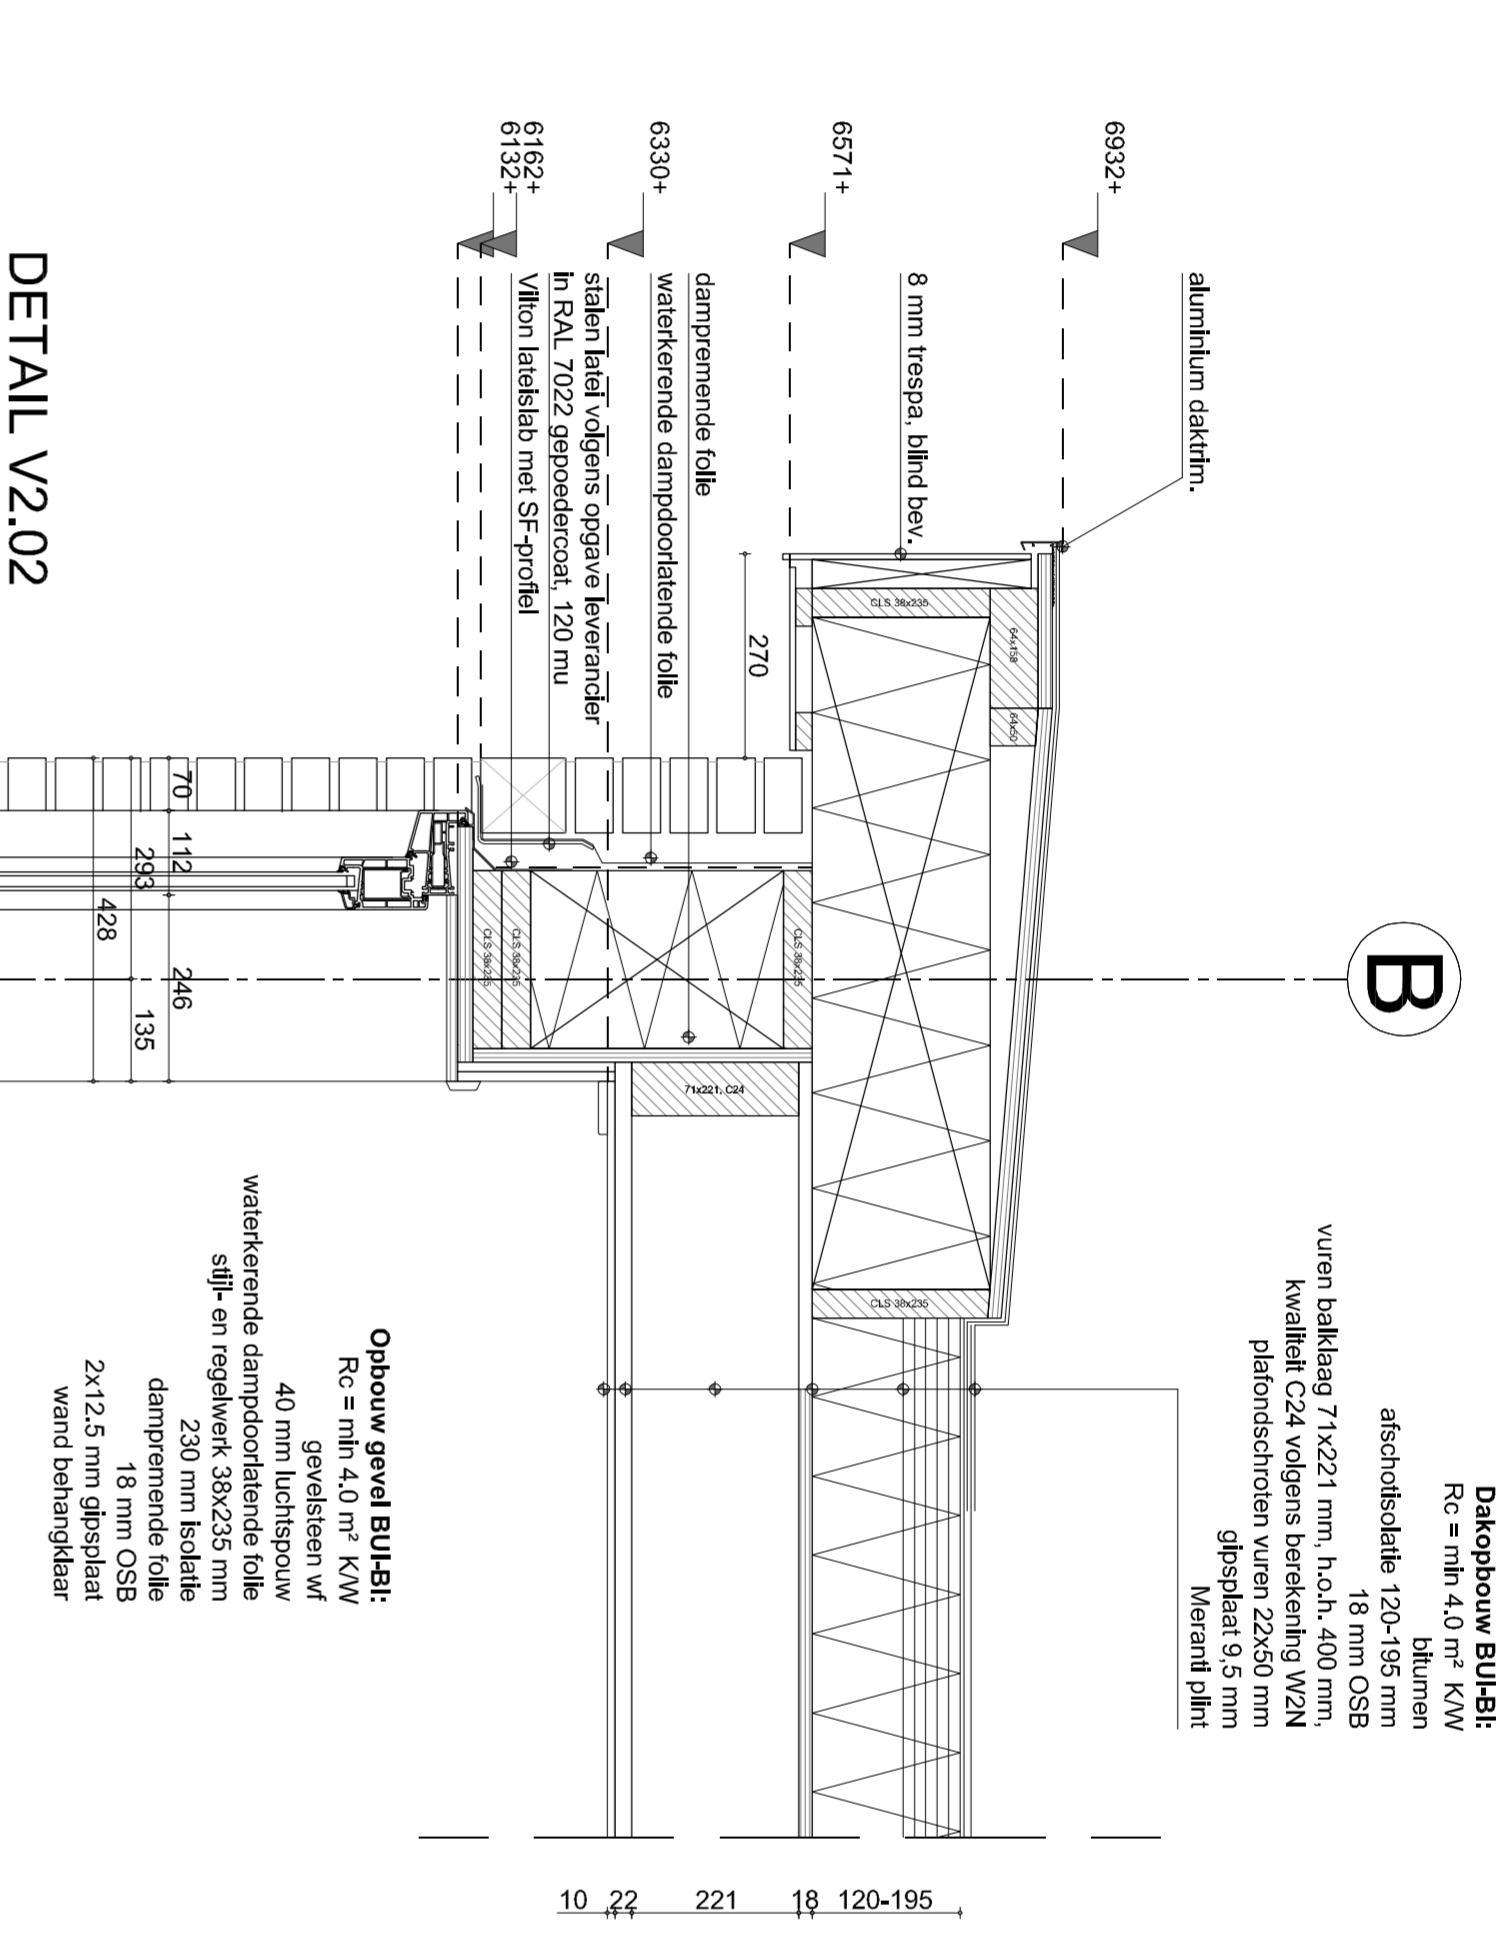 B
Dakopbouw BUI-BI:
Rc = min 4.0 m² K/W
bitumen
afschotisolatie 120-195 mm
18 mm OSB
vuren balklaag 71x221 mm, h.o.h. 400 mm,
kwaliteit C24 volgens berekening W2N
plafondschroten vuren 22x50 mm
gipsplaat 9,5 mm
Meranti plint
aluminium daktrim.
6932+
8 mm trespa, blind bev.
6571+
dampremende folie
waterkerende dampdoorlatende folie
6330+
stalen latei volgens opgave leverancier
in RAL 7022 gepoedercoat, 120 mu
Vilton lateislab met SF-profiel
6162+
6132+
64x158
64x50
CLS 38x235
CLS 38x235
CLS 38x235
CLS 38x235
CLS 38x235
71x221, C24
270
120-195
18
221
22
10
70
112
246
293
135
428
Opbouw gevel BUI-BI:
Rc = min 4.0 m² K/W
gevelsteen wf
40 mm luchtspouw
waterkerende dampdoorlatende folie
stijl- en regelwerk 38x235 mm
230 mm isolatie
dampremende folie
18 mm OSB
2x12.5 mm gipsplaat
wand behangklaar
DETAIL V2.02